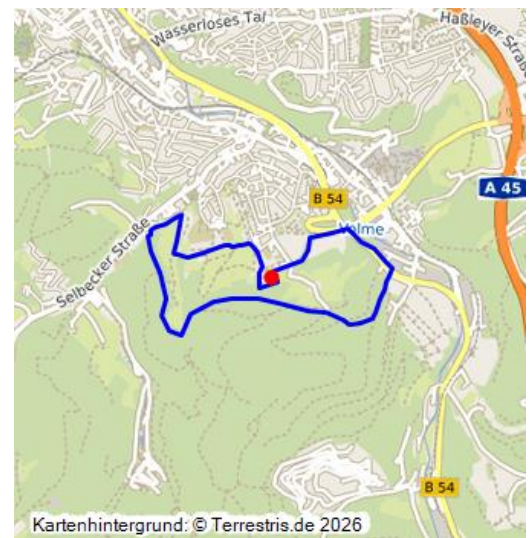 Wasserloses Tal
Haßleyer Straße
A 45
B 54
Volme
Selbecker Straße
B 54
Kartenhintergrund: © Terrestris.de 2026